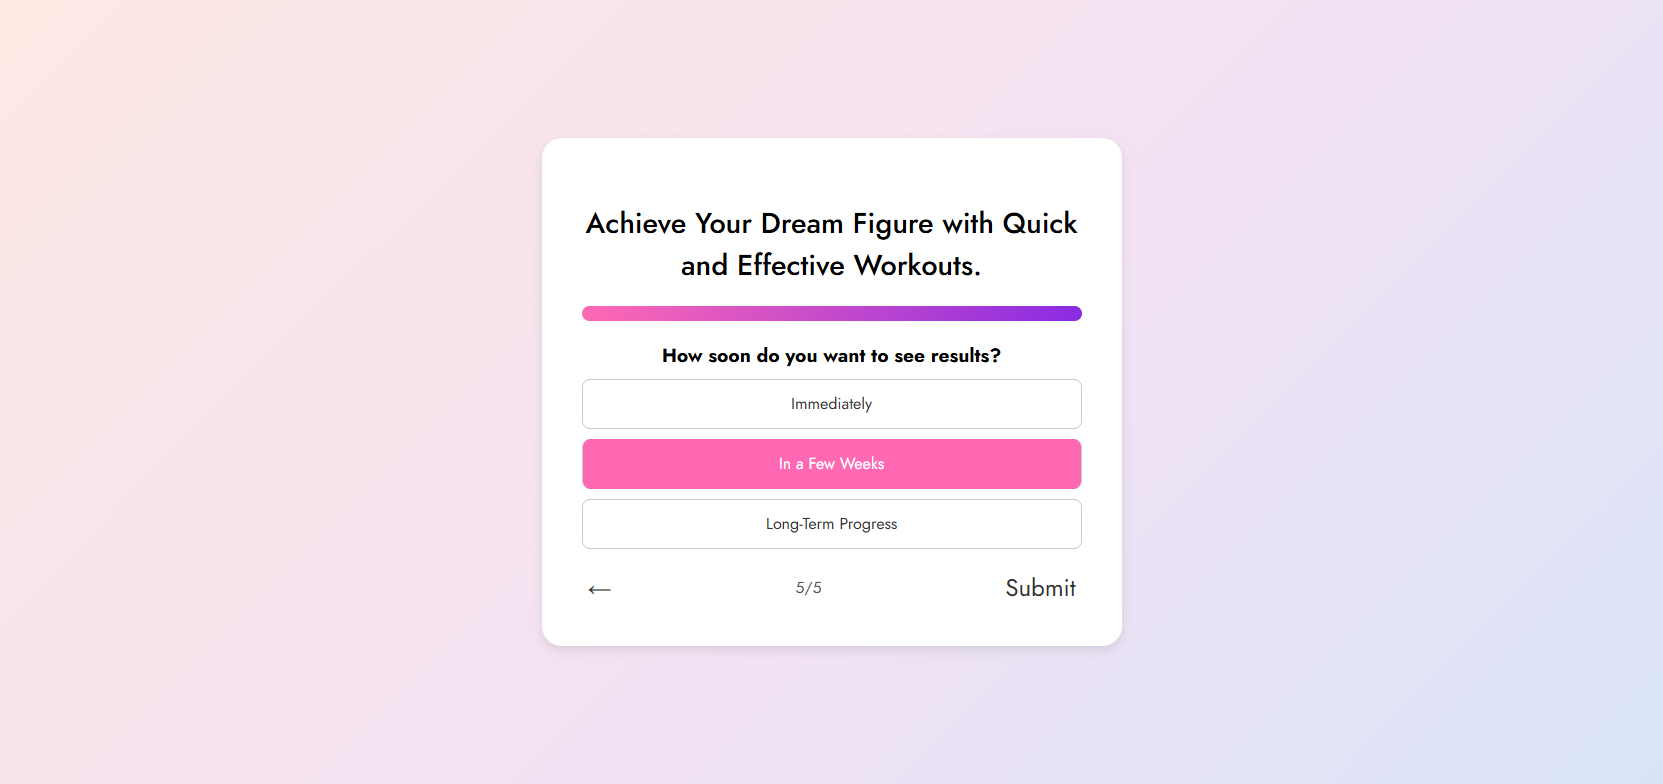 Achieve Your Dream Figure with Quick
and Effective Workouts.
How soon do you want to see results?
Immediately
In a Few Weeks
Long-Term Progress
← 5/5 Submit